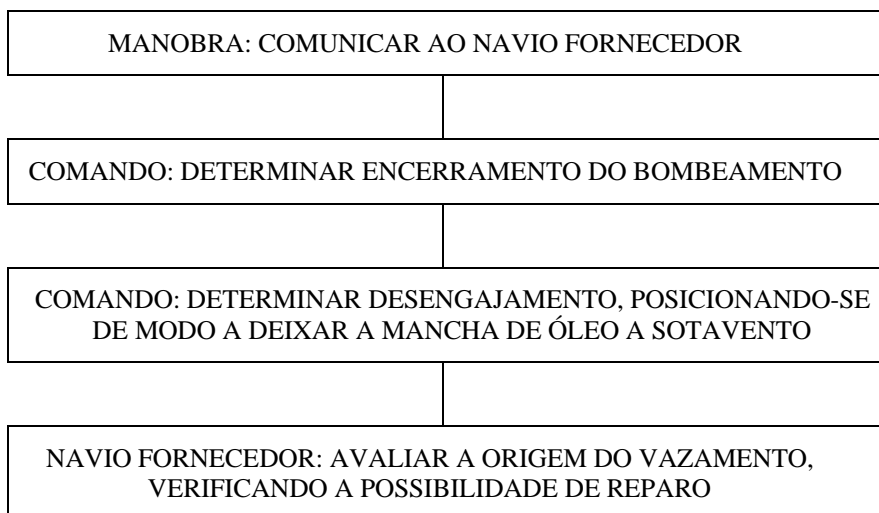 MANOBRA: COMUNICAR AO NAVIO FORNECEDOR
COMANDO: DETERMINAR ENCERRAMENTO DO BOMBEAMENTO
COMANDO: DETERMINAR DESENGAJAMENTO, POSICIONANDO-SE
DE MODO A DEIXAR A MANCHA DE ÓLEO A SOTAVENTO
NAVIO FORNECEDOR: AVALIAR A ORIGEM DO VAZAMENTO,
VERIFICANDO A POSSIBILIDADE DE REPARO